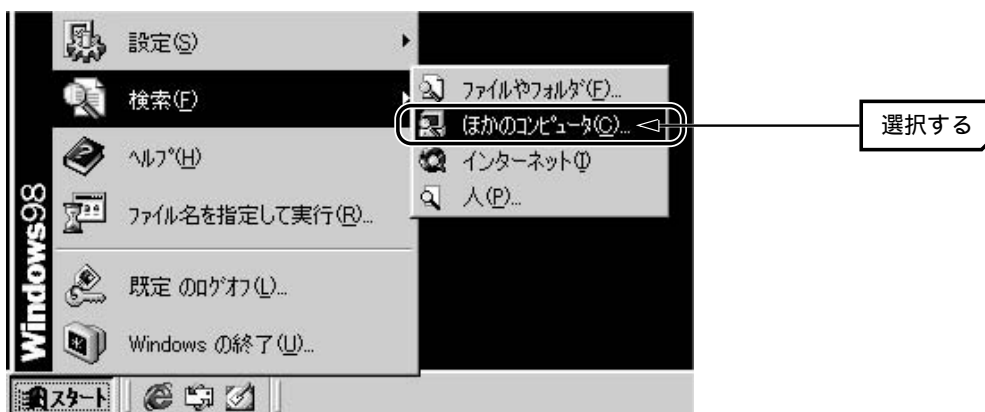 設定(S)
検索(F)
ヘルプ(H)
ファイル名を指定して実行(R)...
既定 のログオフ(L)...
Windows の終了(U)...
Windows98
ファイルやフォルダ(F)...
ほかのコンピュータ(C)...
インターネット(I)
人(P)...
選択する
スタート